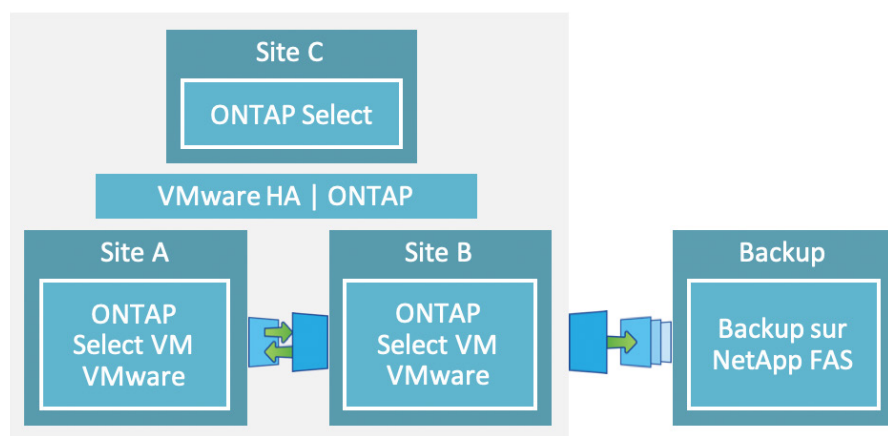 Site C
ONTAP Select
VMware HA | ONTAP
Site A
ONTAP
Select VM
VMware
Site B
ONTAP
Select VM
VMware
Backup
Backup sur
NetApp FAS